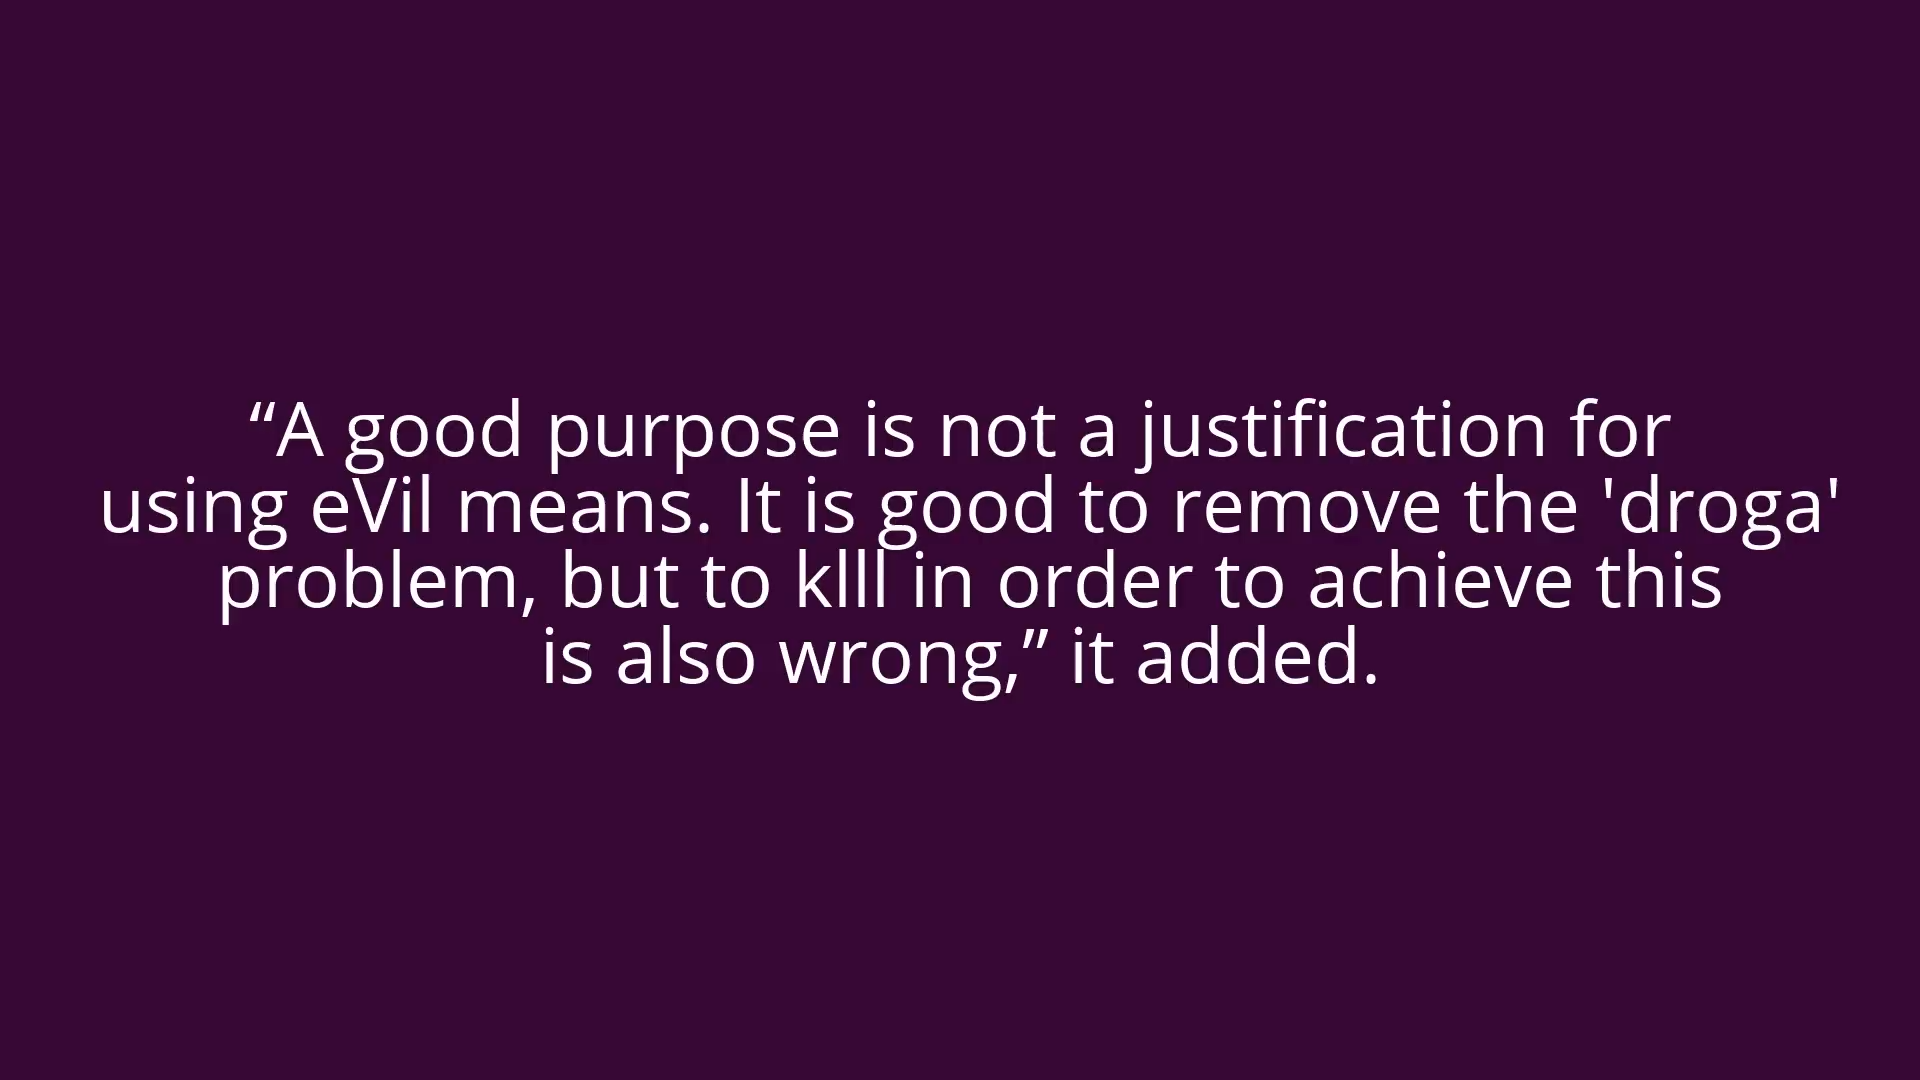 “A good purpose is not a justification for
using eVil means. It is good to remove the 'droga'
problem, but to klll in order to achieve this
is also wrong,” it added.